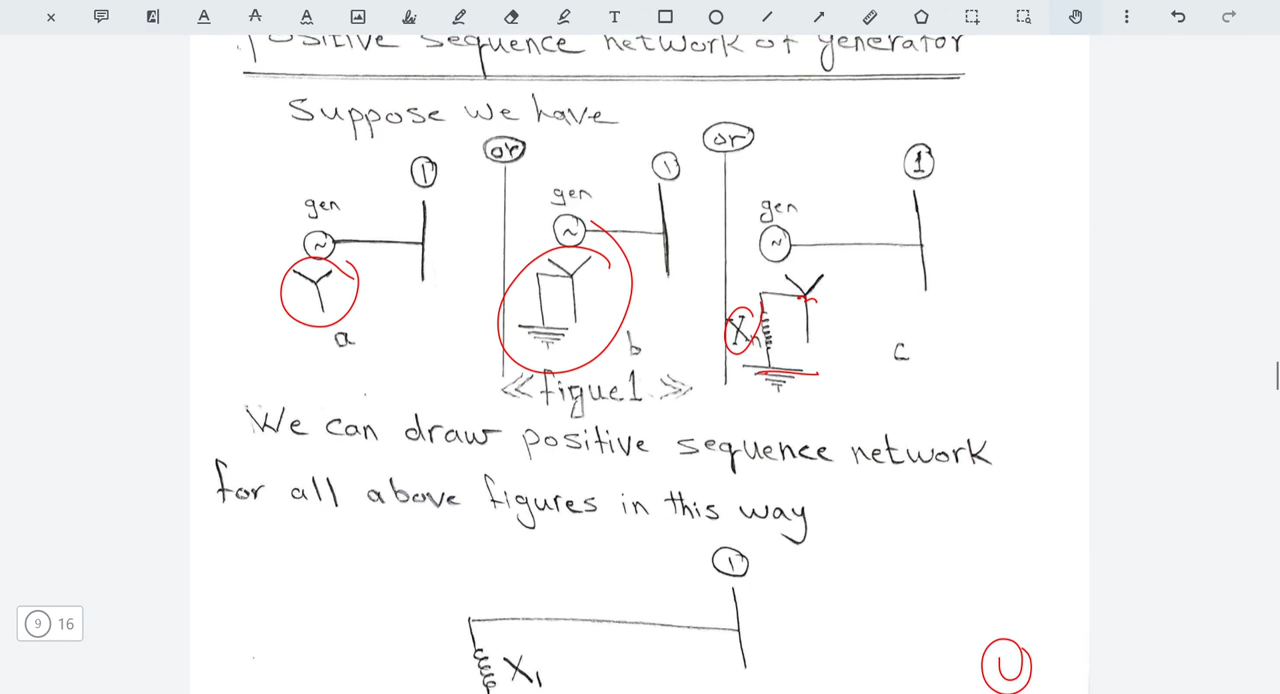 positive sequence network of generator
Suppose we have
or
or
1
1
1
gen
gen
gen
Xn
a
b
c
<<figue1.>>
We can draw positive sequence network
for all above figures in this way
1
X1
9 16